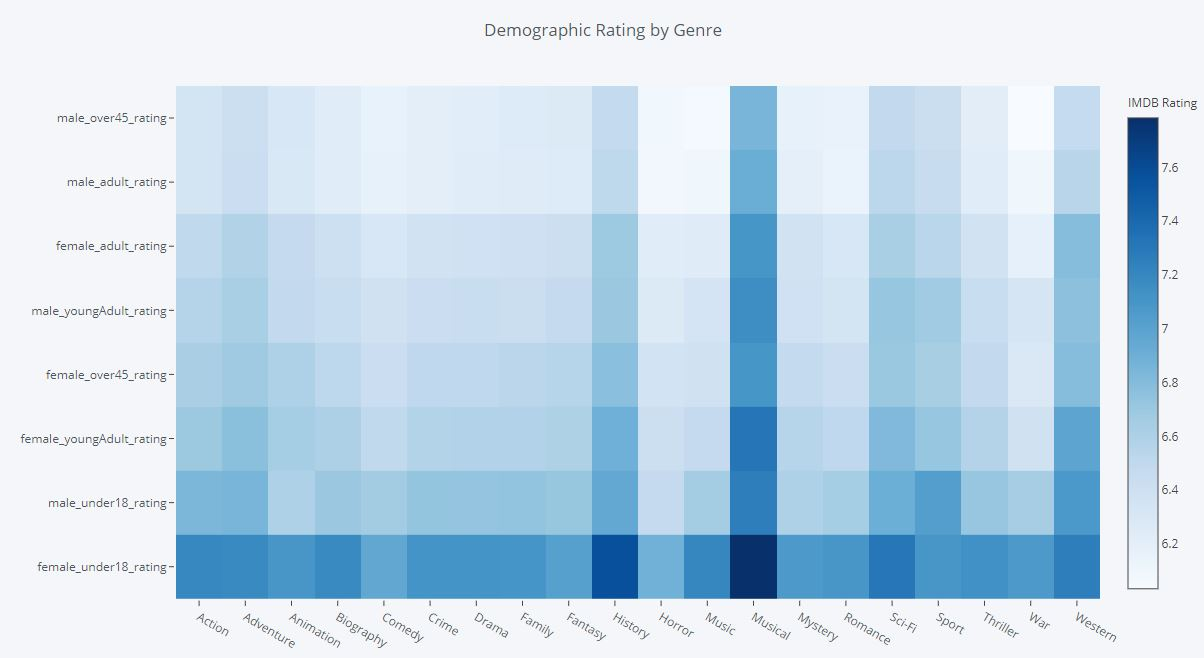 Demographic Rating by Genre
male_over45_rating
male_adult_rating
female_adult_rating
male_youngAdult_rating
female_over45_rating
female_youngAdult_rating
male_under18_rating
female_under18_rating
Action
Adventure
Animation
Biography
Comedy
Crime
Drama
Family
Fantasy
History
Horror
Music
Musical
Mystery
Romance
Sci-Fi
Sport
Thriller
War
Western
IMDB Rating
7.6
7.4
7.2
7
6.8
6.6
6.4
6.2